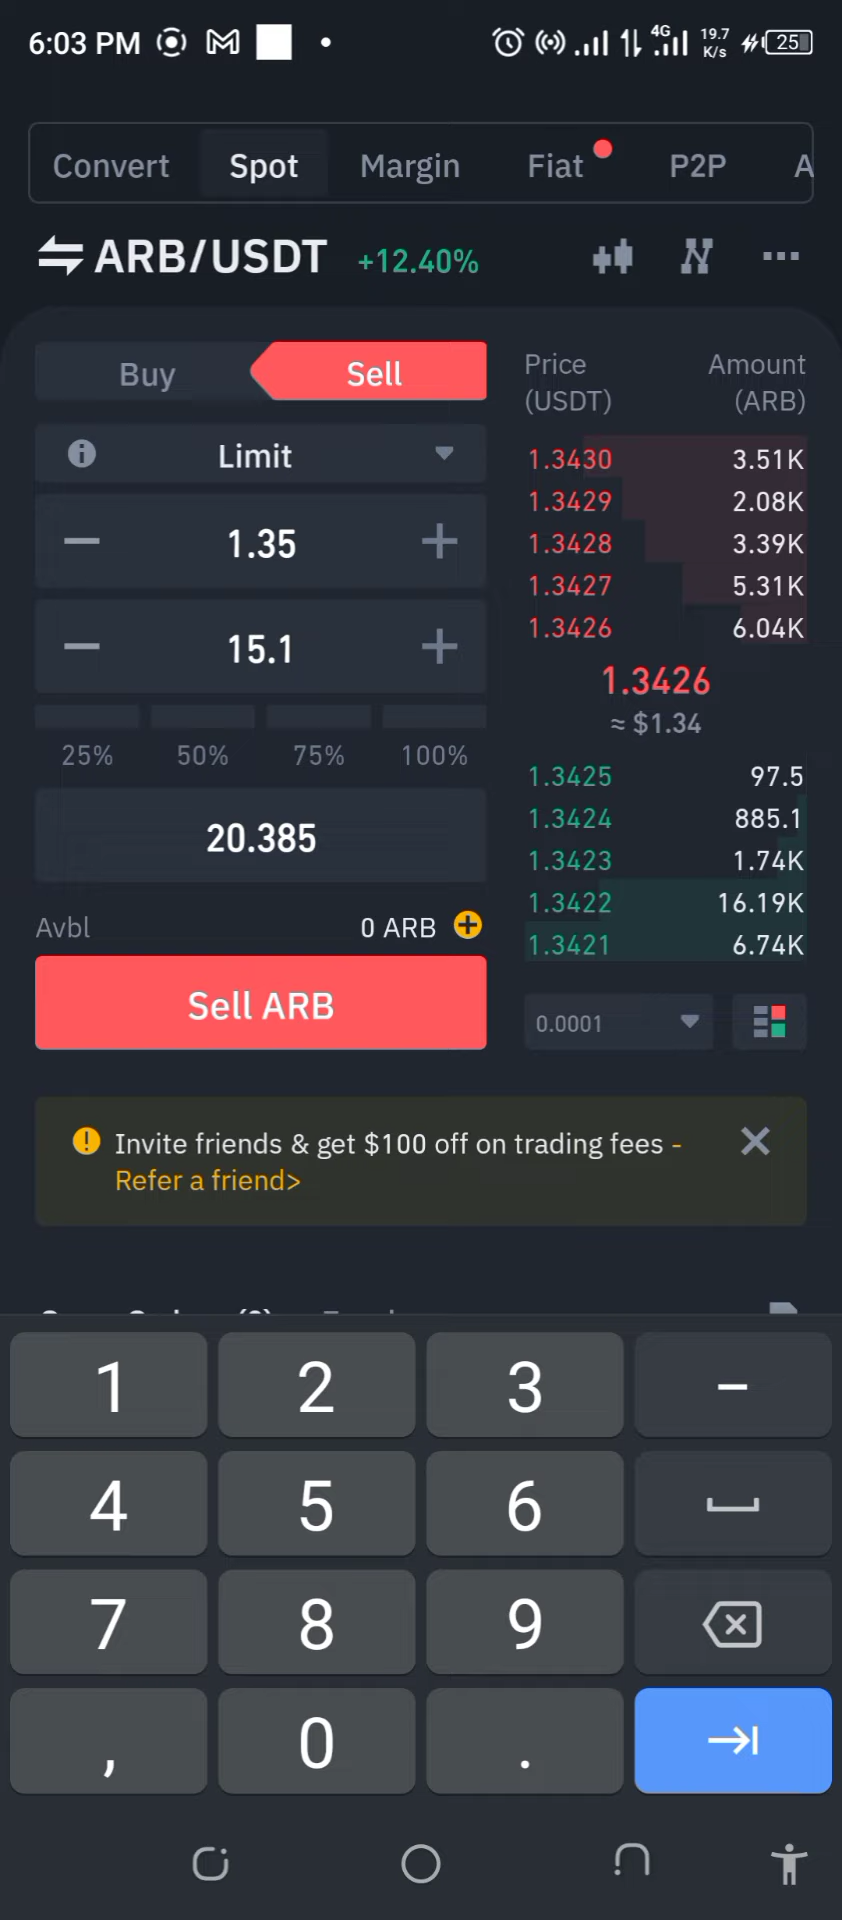 6:03 PM
4G
19.7
K/s
25
Convert Spot Margin Fiat P2P A
ARB/USDT +12.40%
Buy Sell
Limit
1.35
15.1
25% 50% 75% 100%
20.385
Avbl 0 ARB
Sell ARB
Price Amount
(USDT) (ARB)
1.3430 3.51K
1.3429 2.08K
1.3428 3.39K
1.3427 5.31K
1.3426 6.04K
1.3426
≈ $1.34
1.3425 97.5
1.3424 885.1
1.3423 1.74K
1.3422 16.19K
1.3421 6.74K
0.0001
Invite friends & get $100 off on trading fees -
Refer a friend>
1 2 3 –
4 5 6
7 8 9
, 0 .